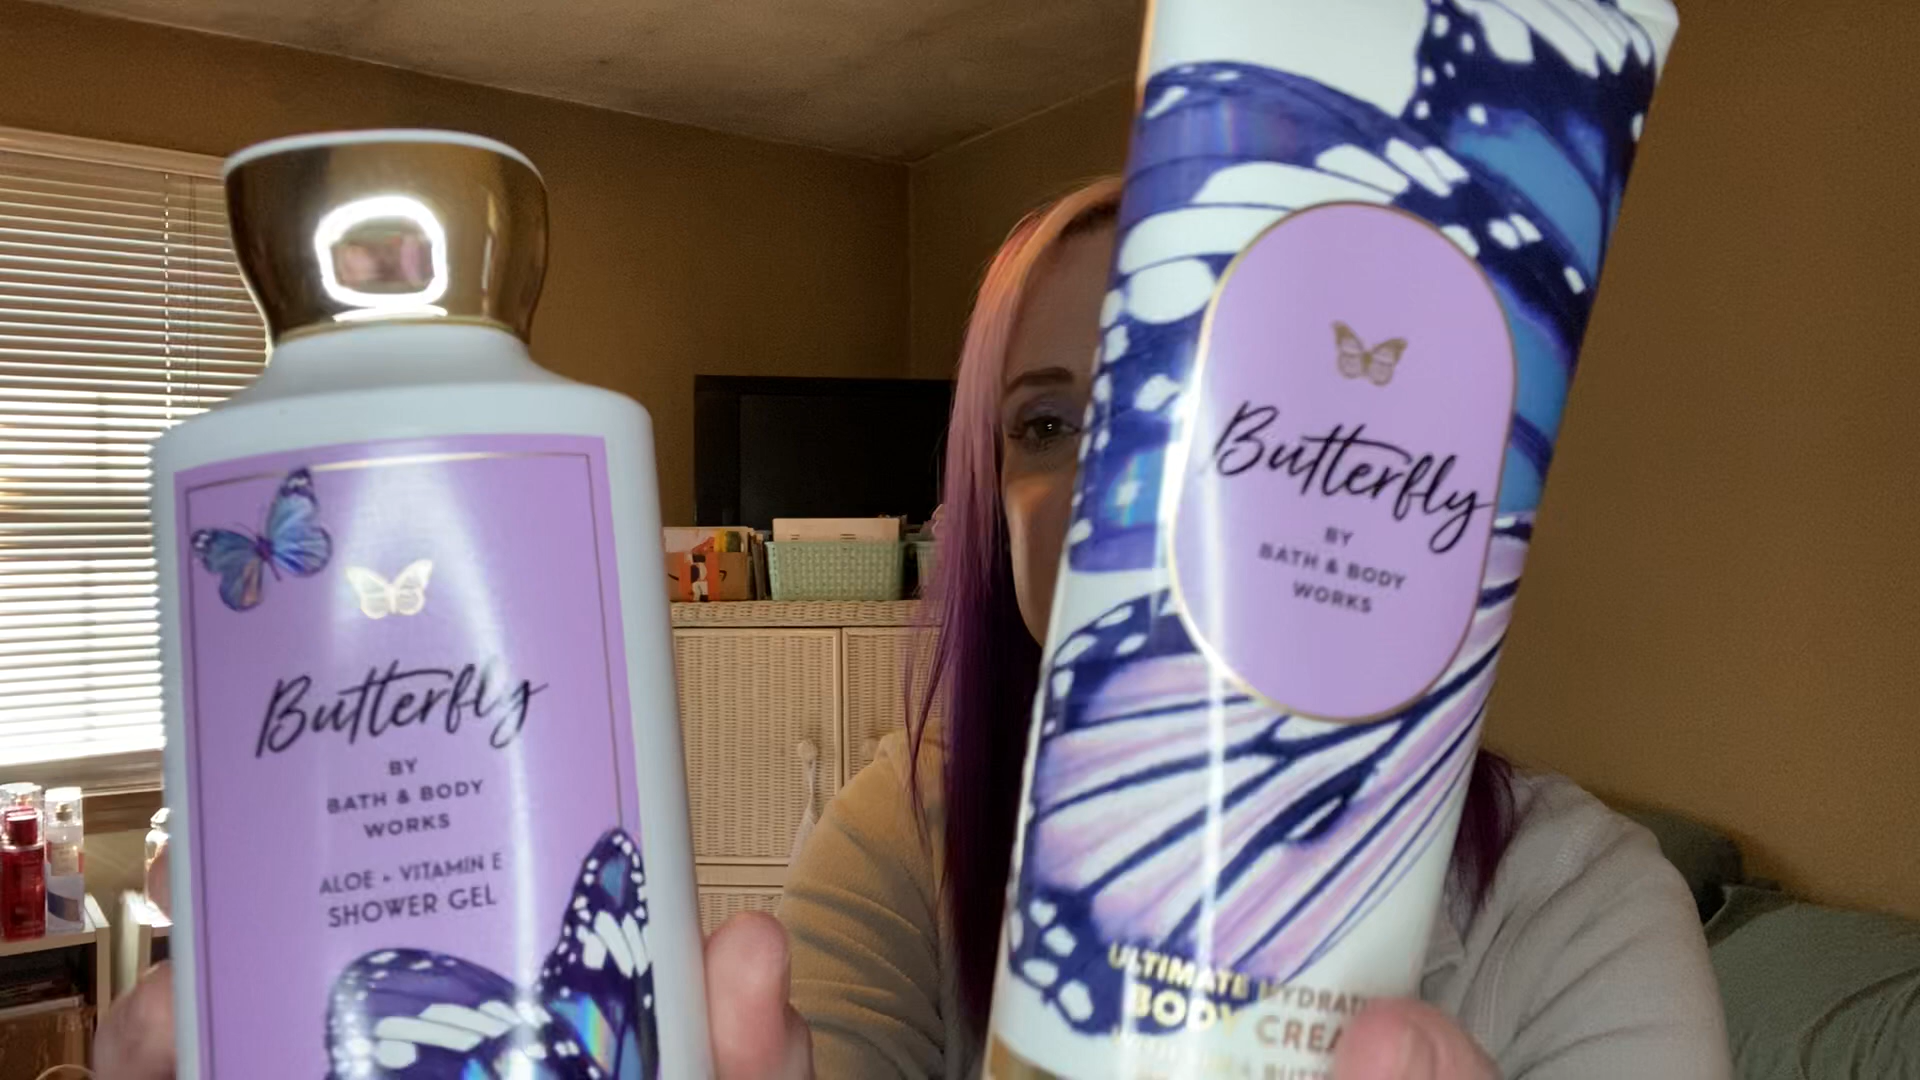 Butterfly
BY
BATH & BODY
WORKS
ALOE + VITAMIN E
SHOWER GEL
Butterfly
BY
BATH & BODY
WORKS
ULTIMATE
BODY